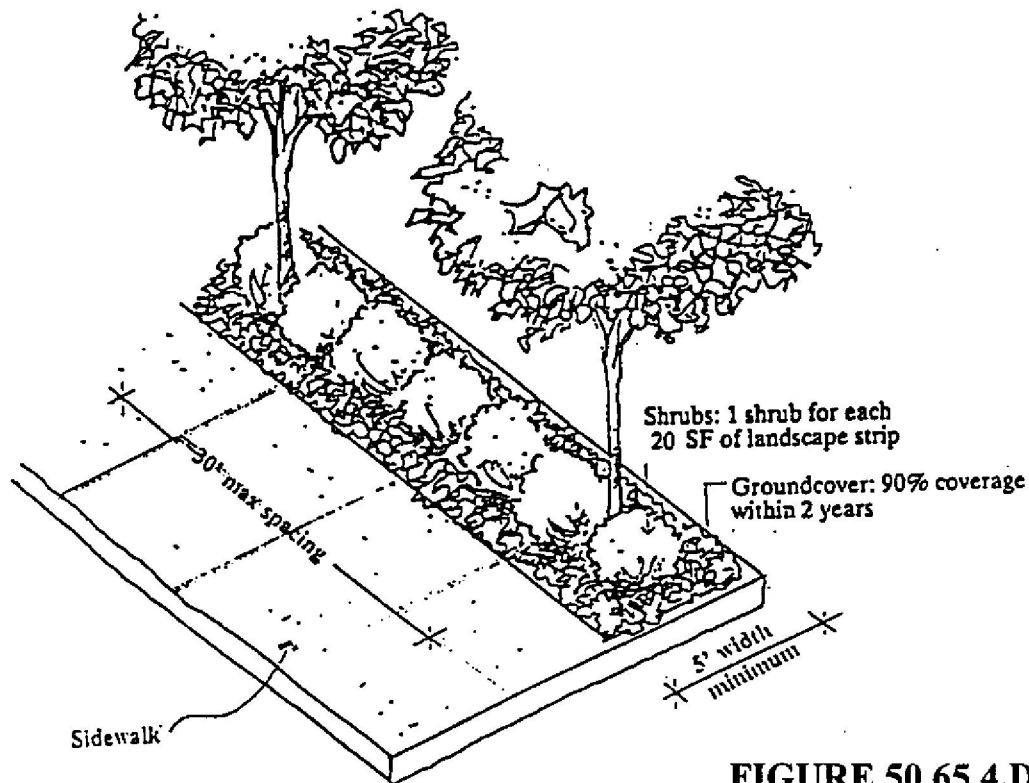 Shrubs: 1 shrub for each
20 SF of landscape strip
Groundcover: 90% coverage
within 2 years
30' max spacing
5' width
minimum
Sidewalk
FIGURE 50.65.4.D